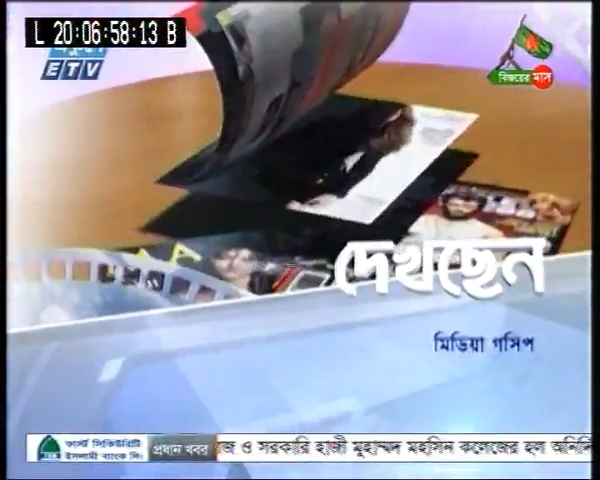 L 20:06:58:13 B
ETV
বিজয়ের মাস
দেখছেন
মিডিয়া গসিপ
ফার্স্ট সিকিউরিটি
ইসলামী ব্যাংক লি.
প্রধান খবর
ও সরকারি হাজী মুহাম্মদ মহসিন কলেজের হল